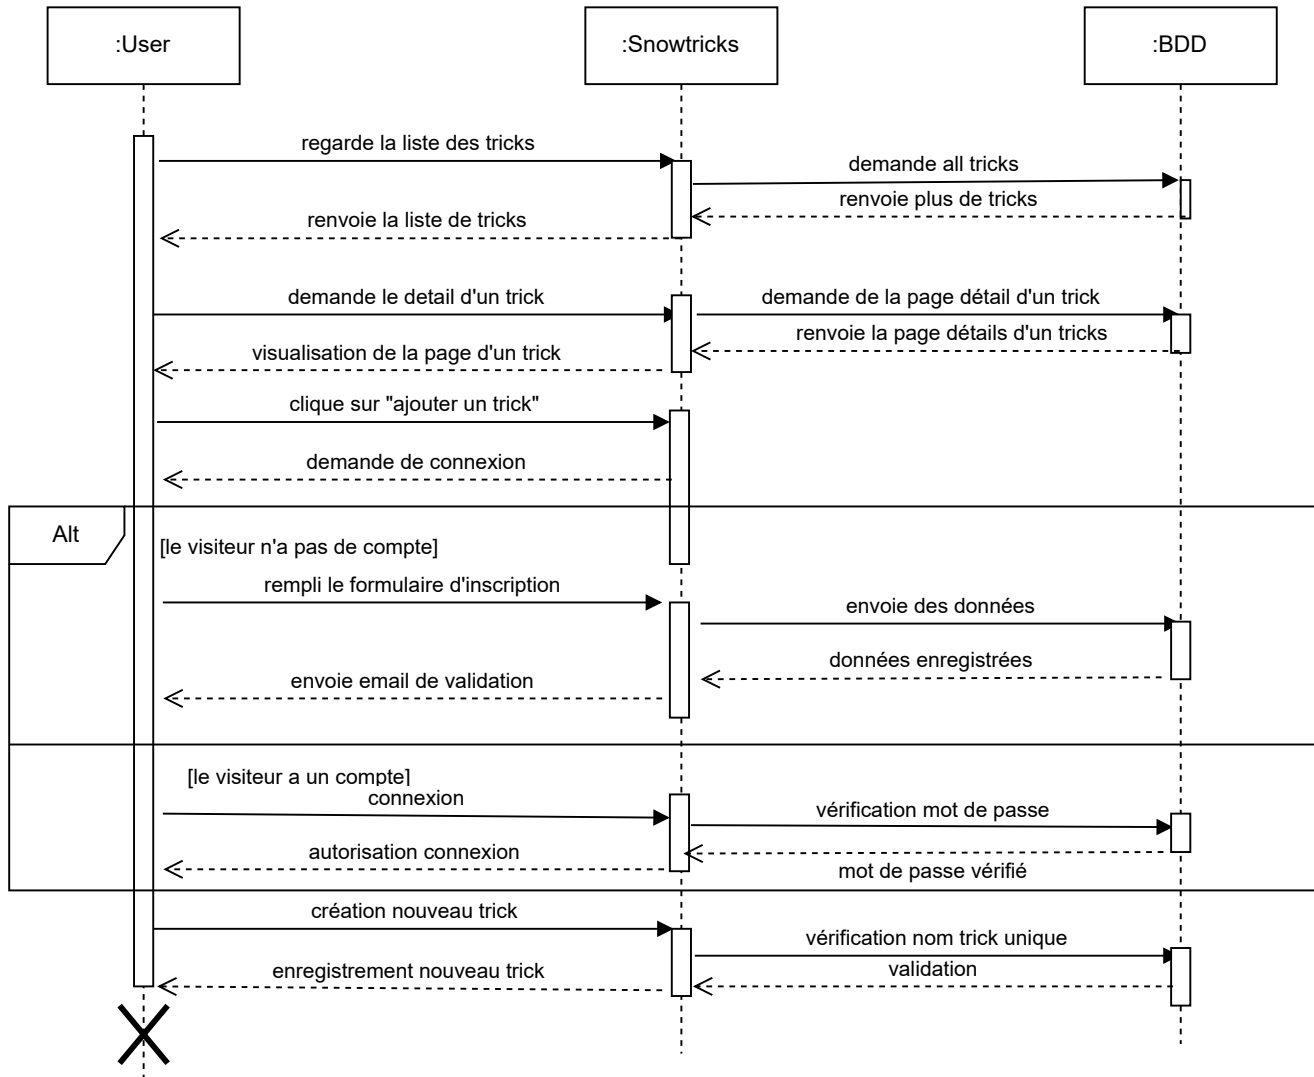 :User
:Snowtricks
:BDD
regarde la liste des tricks
demande all tricks
renvoie plus de tricks
renvoie la liste de tricks
demande le detail d'un trick
demande de la page détail d'un trick
renvoie la page détails d'un tricks
visualisation de la page d'un trick
clique sur "ajouter un trick"
demande de connexion
Alt
[le visiteur n'a pas de compte]
rempli le formulaire d'inscription
envoie des données
données enregistrées
envoie email de validation
[le visiteur a un compte]
connexion
vérification mot de passe
autorisation connexion
mot de passe vérifié
création nouveau trick
vérification nom trick unique
validation
enregistrement nouveau trick